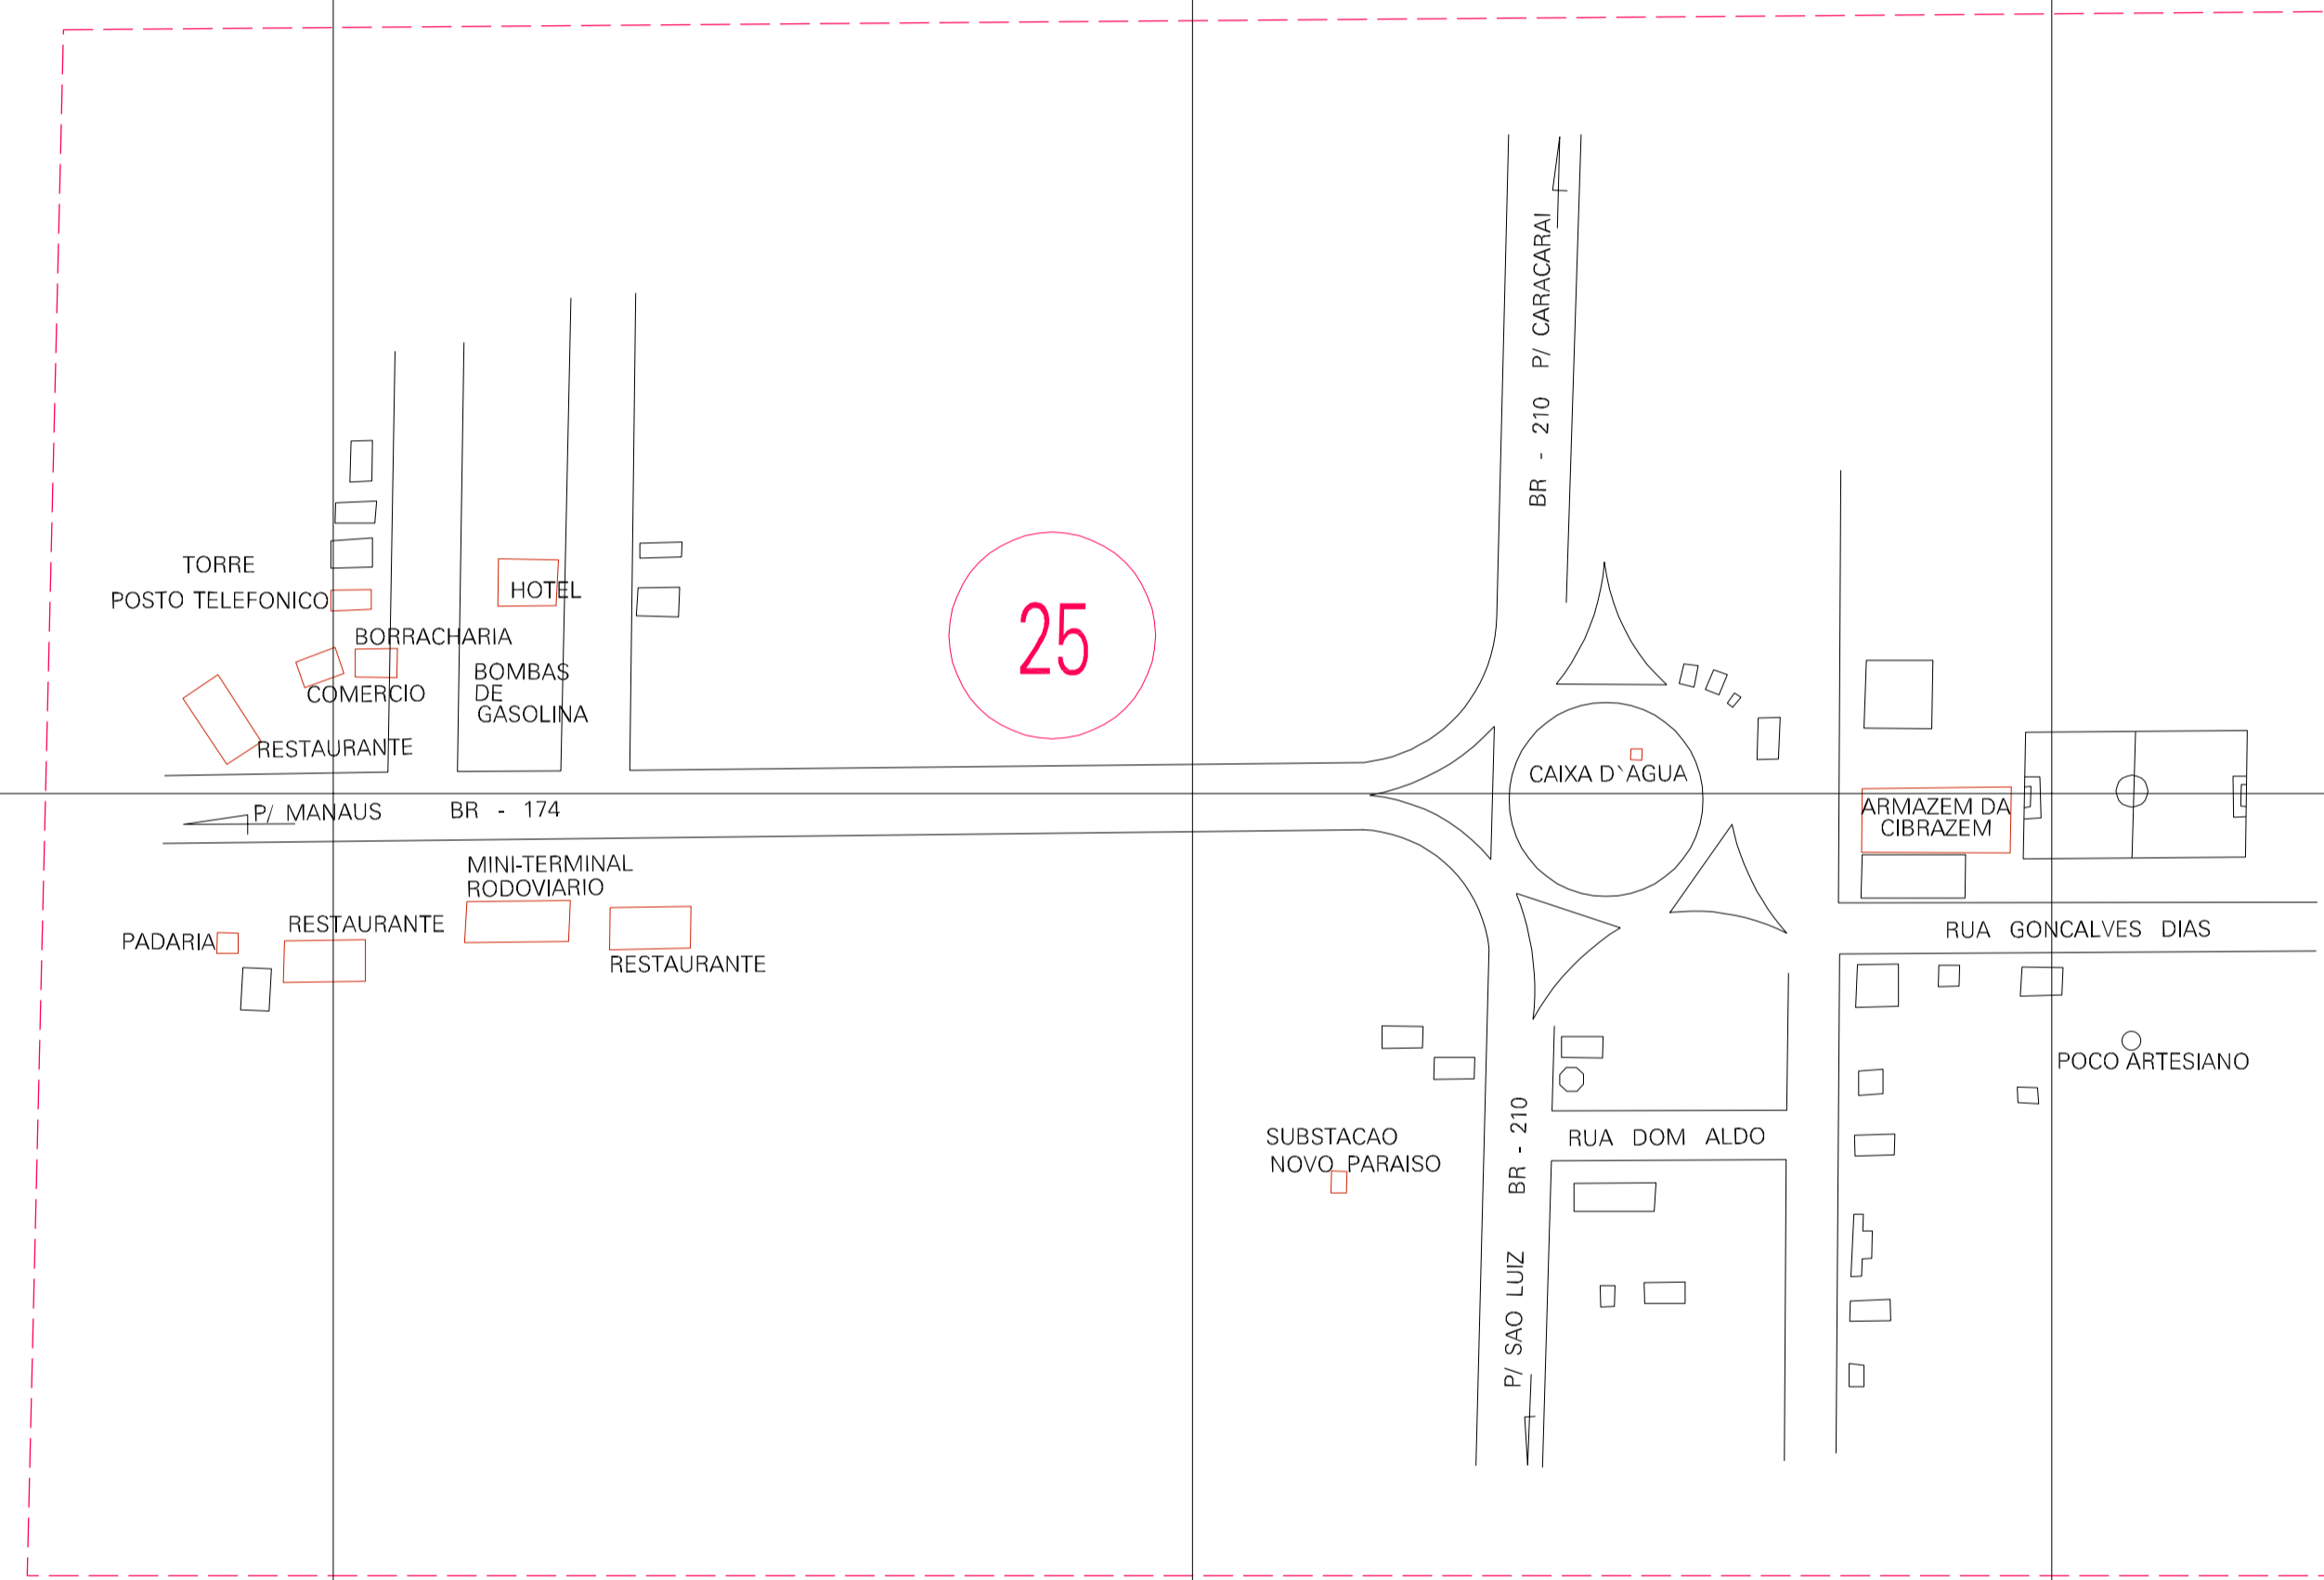 BR - 210 P/ CARACARAI
TORRE
POSTO TELEFONICO
HOTEL
25
BORRACHARIA
BOMBAS
DE
GASOLINA
COMERCIO
RESTAURANTE
CAIXA D`AGUA
P/ MANAUS BR - 174
ARMAZEM DA
CIBRAZEM
MINI-TERMINAL
RODOVIARIO
RESTAURANTE
PADARIA
RESTAURANTE
RUA GONCALVES DIAS
POCO ARTESIANO
SUBSTACAO
NOVO PARAISO
RUA DOM ALDO
P/ SAO LUIZ BR - 210